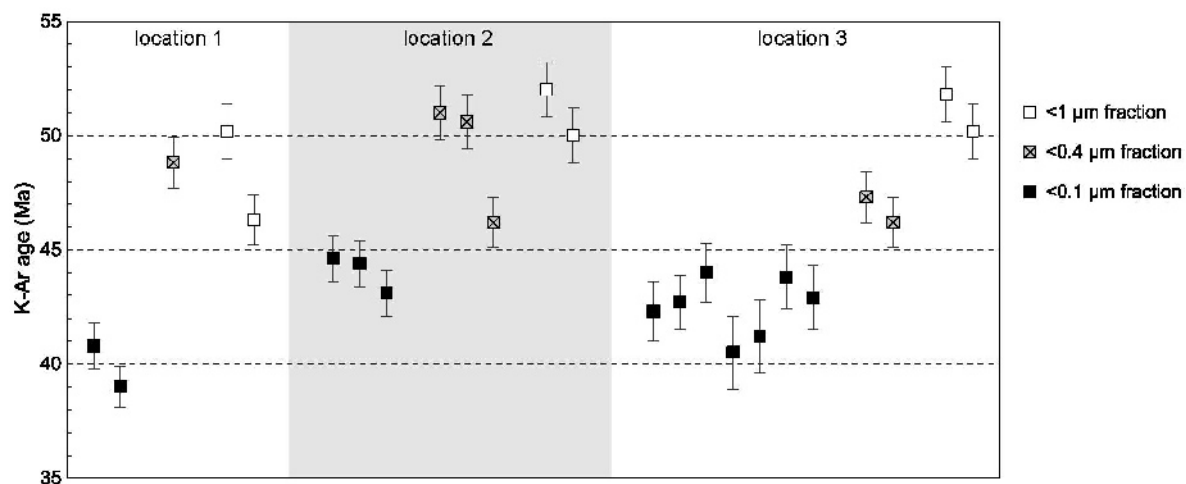 location 1
location 2
location 3
55
50
45
40
35
K-Ar age (Ma)
<1 µm fraction
<0.4 µm fraction
<0.1 µm fraction